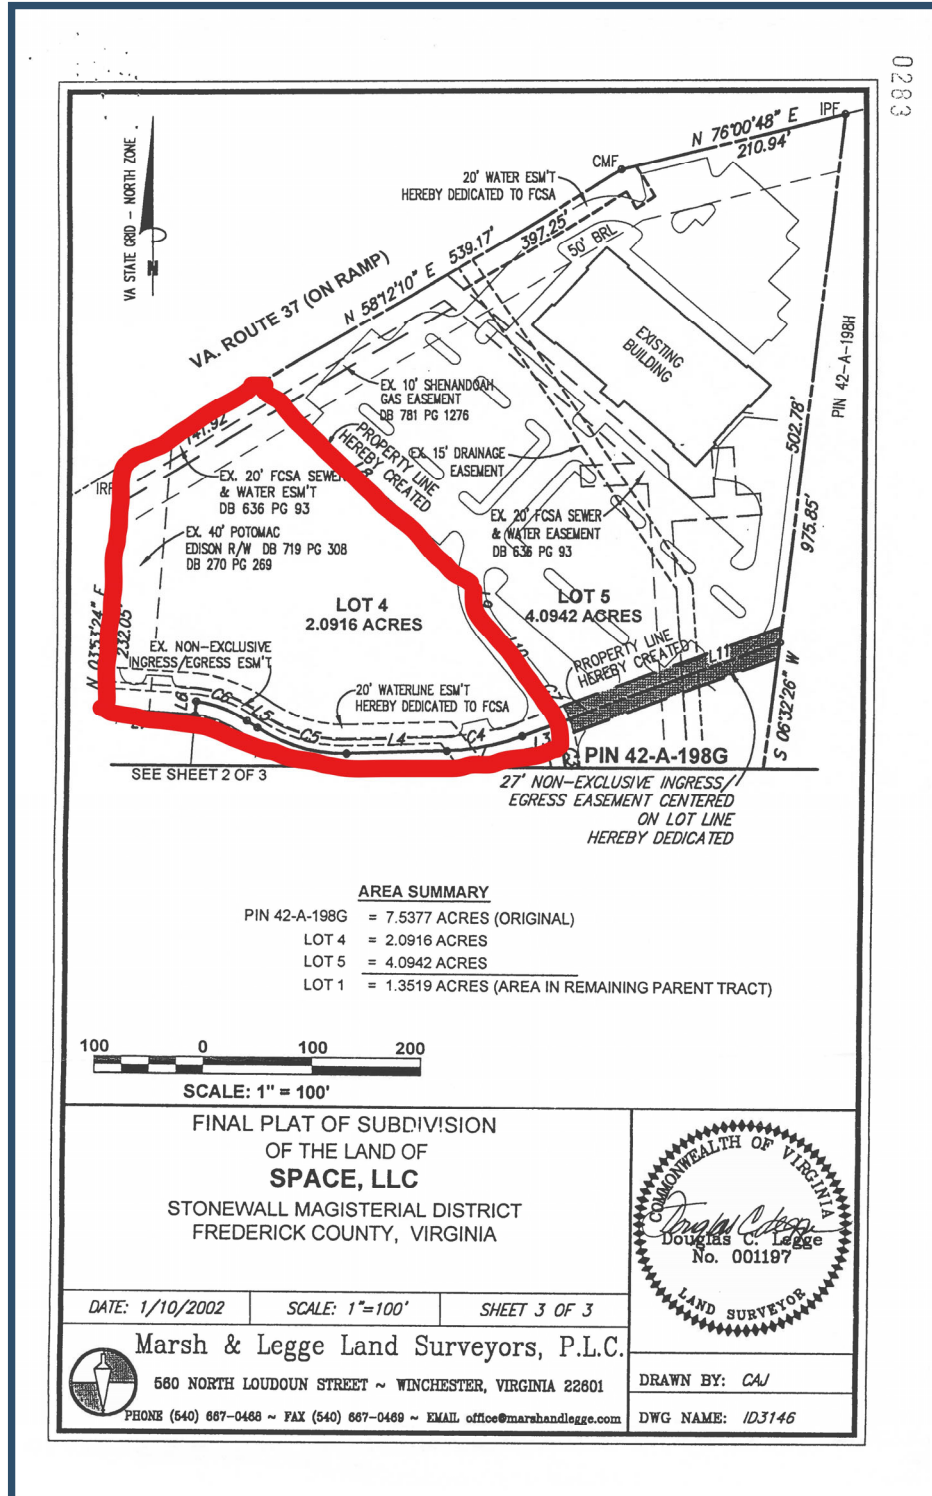 0283
IPF
N 76°00'48" E
210.94'
CMF
20' WATER ESM'T
HEREBY DEDICATED TO FCSA
VA STATE GRID - NORTH ZONE
N
539.17'
397.25'
50' BRL
N 58°12'10" E
VA. ROUTE 37 (ON RAMP)
EXISTING
BUILDING
PIN 42-A-198H
EX. 10' SHENANDOAH
GAS EASEMENT
DB 781 PG 1276
502.78'
975.85'
141.92'
PROPERTY LINE
HEREBY CREATED
EX. 15' DRAINAGE
EASEMENT
EX. 20' FCSA SEWER
& WATER ESM'T
DB 636 PG 93
EX. 20' FCSA SEWER
& WATER EASEMENT
DB 636 PG 93
EX. 40' POTOMAC
EDISON R/W DB 719 PG 308
DB 270 PG 269
LOT 4
2.0916 ACRES
LOT 5
4.0942 ACRES
L9
L10
N 03°53'24" E
232.05'
EX. NON-EXCLUSIVE
INGRESS/EGRESS ESM'T
PROPERTY LINE
HEREBY CREATED
L11
S 06°32'26" W
20' WATERLINE ESM'T
HEREBY DEDICATED TO FCSA
L6
C6
L5
C5
L4
C4
L3
PIN 42-A-198G
SEE SHEET 2 OF 3
27' NON-EXCLUSIVE INGRESS/
EGRESS EASEMENT CENTERED
ON LOT LINE
HEREBY DEDICATED
AREA SUMMARY
PIN 42-A-198G = 7.5377 ACRES (ORIGINAL)
LOT 4 = 2.0916 ACRES
LOT 5 = 4.0942 ACRES
LOT 1 = 1.3519 ACRES (AREA IN REMAINING PARENT TRACT)
100 0 100 200
SCALE: 1" = 100'
FINAL PLAT OF SUBDIVISION
OF THE LAND OF
SPACE, LLC
STONEWALL MAGISTERIAL DISTRICT
FREDERICK COUNTY, VIRGINIA
COMMONWEALTH OF VIRGINIA
Douglas C. Legge
Douglas C. Legge
No. 001197
LAND SURVEYOR
DATE: 1/10/2002
SCALE: 1"=100'
SHEET 3 OF 3
Marsh & Legge Land Surveyors, P.L.C.
560 NORTH LOUDOUN STREET ~ WINCHESTER, VIRGINIA 22601
PHONE (540) 667-0468 ~ FAX (540) 667-0469 ~ EMAIL office@marshandlegge.com
DRAWN BY: CAJ
DWG NAME: ID3146